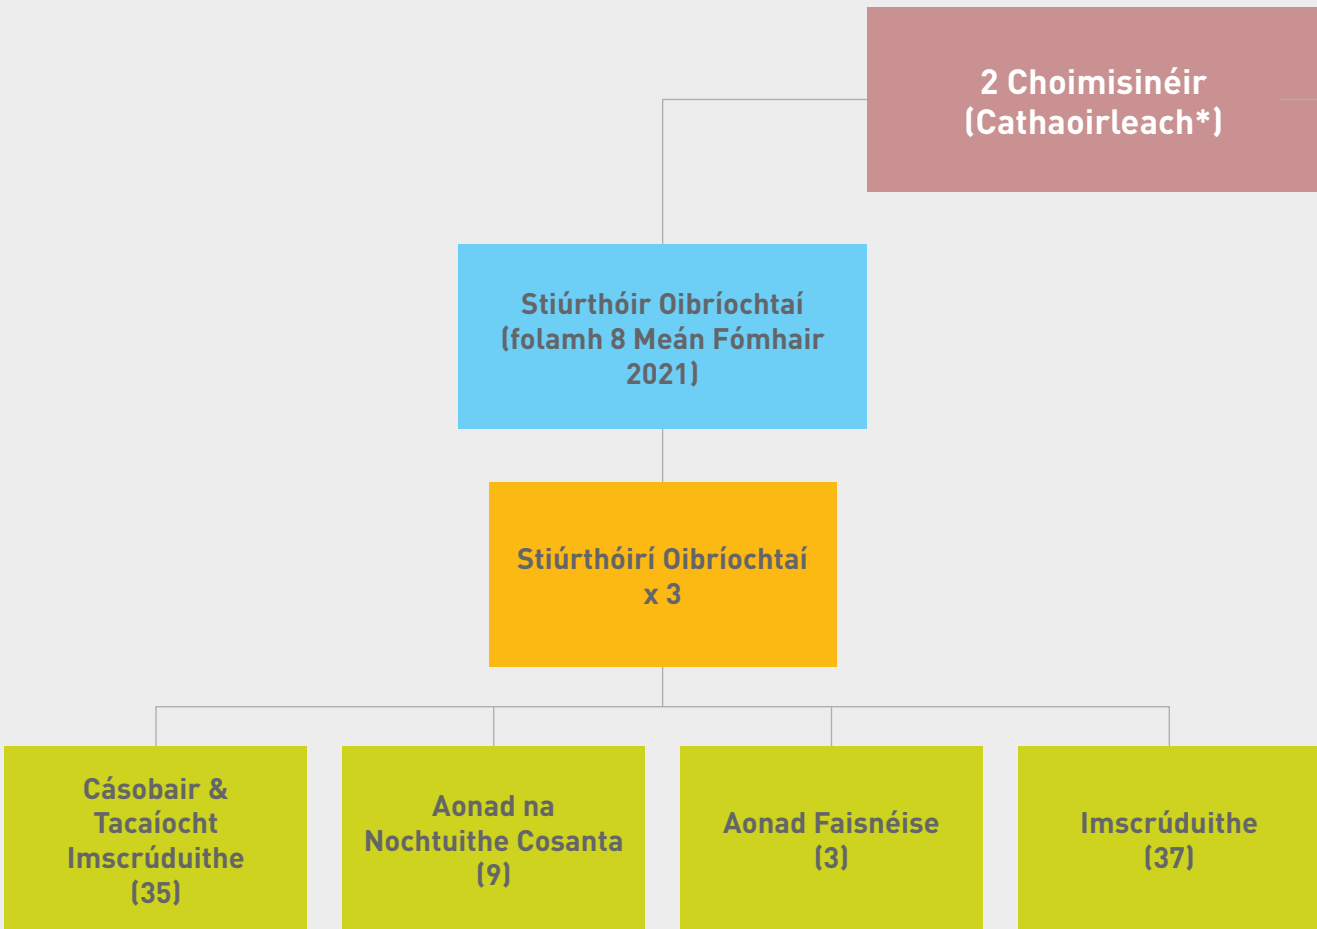 2 Choimisinéir
(Cathaoirleach*)
Stiúrthóir Oibríochtaí
(folamh 8 Meán Fómhair
2021)
Stiúrthóirí Oibríochtaí
x 3
Cásobair &
Tacaíocht
Imscrúduithe
(35)
Aonad na
Nochtuithe Cosanta
(9)
Aonad Faisnéise
(3)
Imscrúduithe
(37)